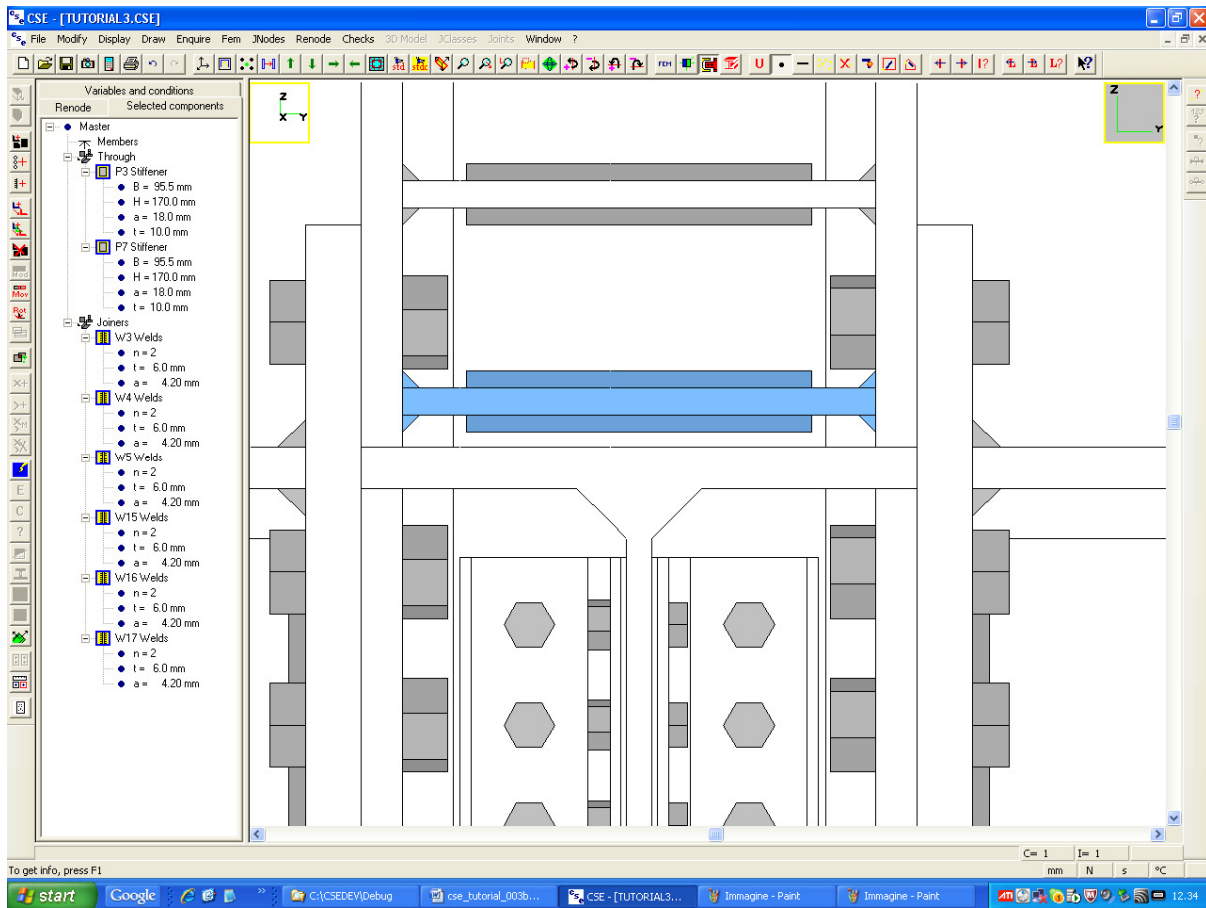 CSE - [TUTORIAL3.CSE]
File Modify Display Draw Enquire Fem JNodes Renode Checks 3D Model JClasses Joints Window ?
std stdc FEM U X I? L?
Variables and conditions
Renode Selected components
Master
Members
Through
P3 Stiffener
B = 95.5 mm
H = 170.0 mm
a = 18.0 mm
t = 10.0 mm
P7 Stiffener
B = 95.5 mm
H = 170.0 mm
a = 18.0 mm
t = 10.0 mm
Joiners
W3 Welds
n = 2
t = 6.0 mm
a = 4.20 mm
W4 Welds
n = 2
t = 6.0 mm
a = 4.20 mm
W5 Welds
n = 2
t = 6.0 mm
a = 4.20 mm
W15 Welds
n = 2
t = 6.0 mm
a = 4.20 mm
W16 Welds
n = 2
t = 6.0 mm
a = 4.20 mm
W17 Welds
n = 2
t = 6.0 mm
a = 4.20 mm
Mod
Mov
Rot
E
C
?
Z
X Y
Z
Y
C= 1 I= 1
To get info, press F1
mm N s °C
start Google C:\CSEDEV\Debug cse_tutorial_003b... CSE - [TUTORIAL3... Immagine - Paint Immagine - Paint 12.34